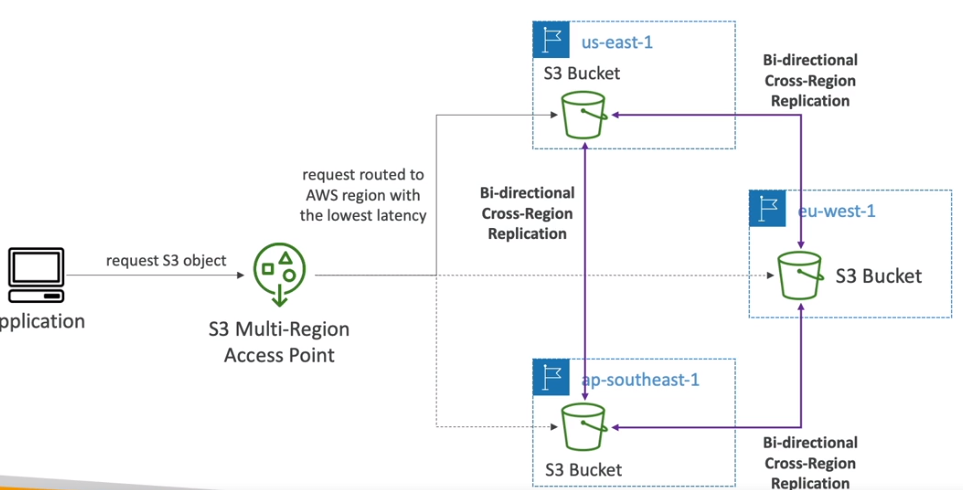 us-east-1
S3 Bucket
Bi-directional
Cross-Region
Replication
request routed to
AWS region with
the lowest latency
Bi-directional
Cross-Region
Replication
eu-west-1
S3 Bucket
request S3 object
pplication
S3 Multi-Region
Access Point
ap-southeast-1
S3 Bucket
Bi-directional
Cross-Region
Replication